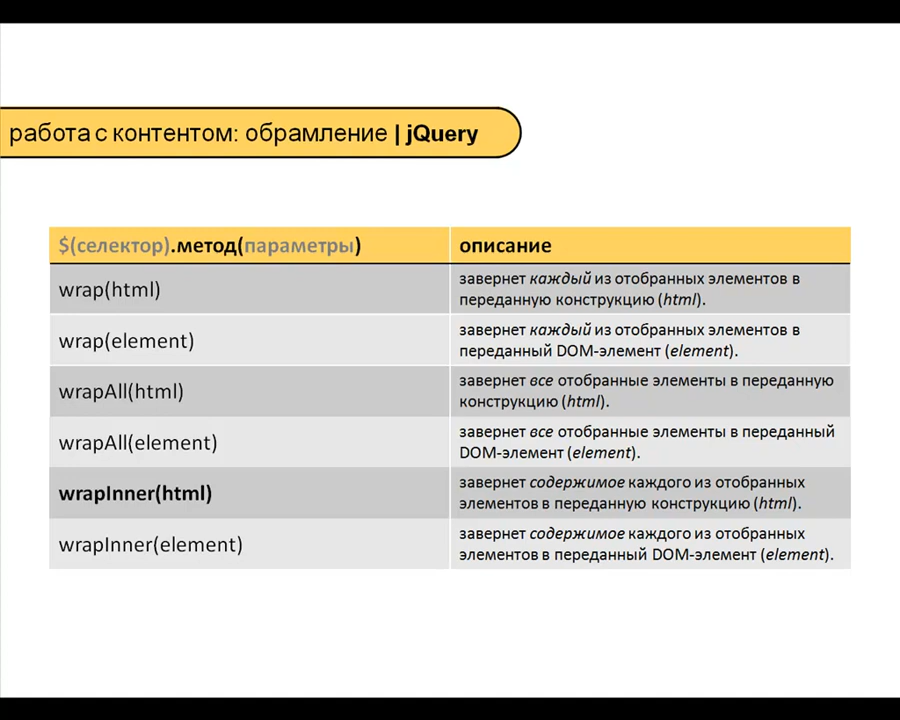 работа с контентом: обрамление | jQuery
$(селектор).метод(параметры)
описание
wrap(html)
завернет каждый из отобранных элементов в
переданную конструкцию (html).
wrap(element)
завернет каждый из отобранных элементов в
переданный DOM-элемент (element).
wrapAll(html)
завернет все отобранные элементы в переданную
конструкцию (html).
wrapAll(element)
завернет все отобранные элементы в переданный
DOM-элемент (element).
wrapInner(html)
завернет содержимое каждого из отобранных
элементов в переданную конструкцию (html).
wrapInner(element)
завернет содержимое каждого из отобранных
элементов в переданный DOM-элемент (element).